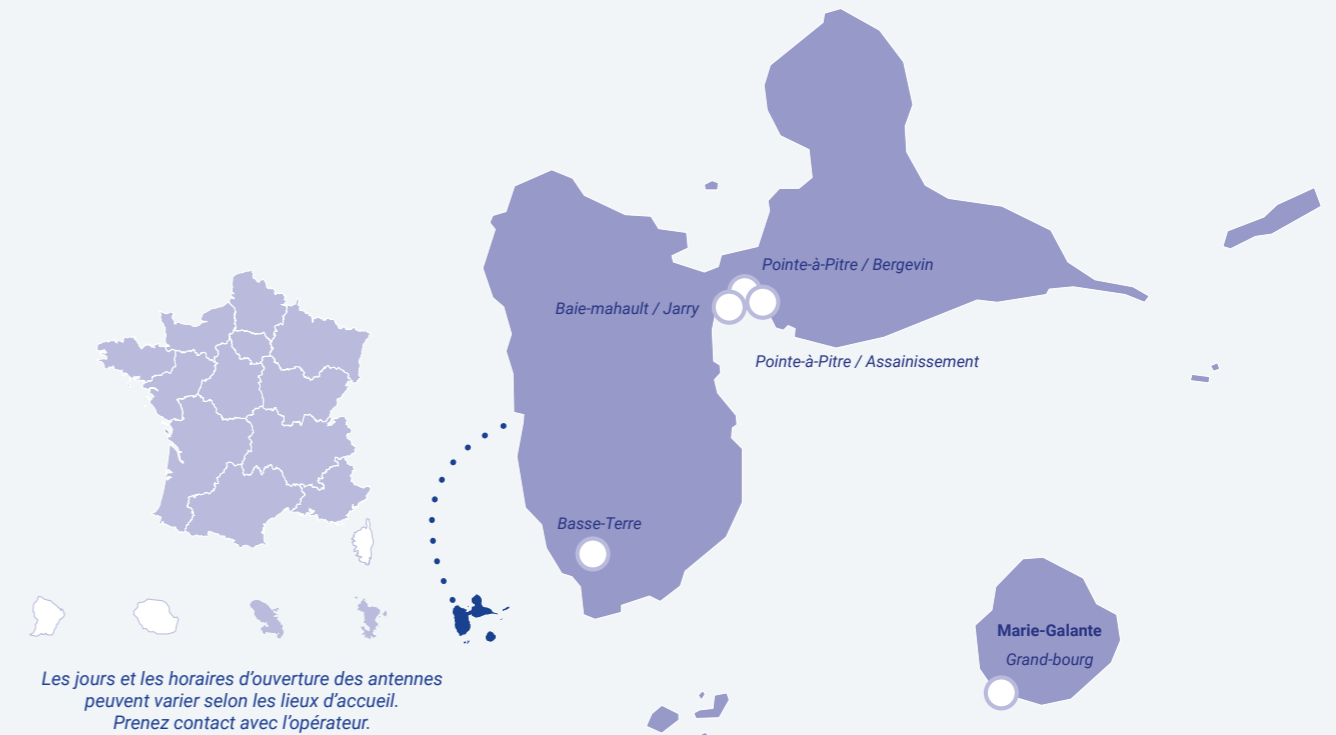 Pointe-à-Pitre / Bergevin
Baie-mahault / Jarry
Pointe-à-Pitre / Assainissement
Basse-Terre
Marie-Galante
Grand-bourg
Les jours et les horaires d’ouverture des antennes
peuvent varier selon les lieux d’accueil.
Prenez contact avec l’opérateur.